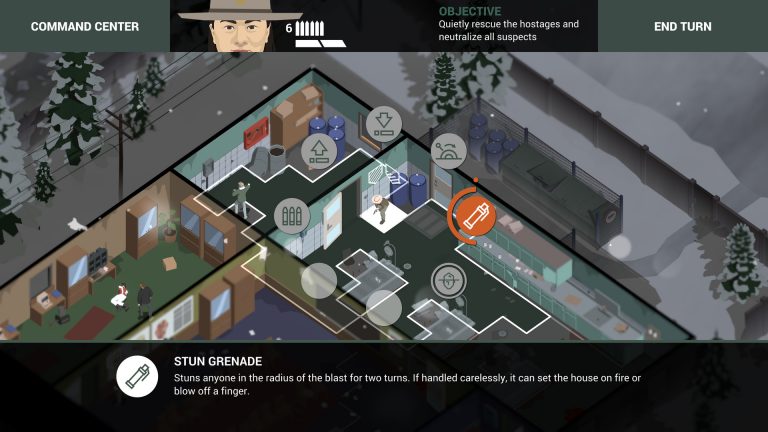 COMMAND CENTER
6
OBJECTIVE
Quietly rescue the hostages and
neutralize all suspects
END TURN
STUN GRENADE
Stuns anyone in the radius of the blast for two turns. If handled carelessly, it can set the house on fire or
blow off a finger.